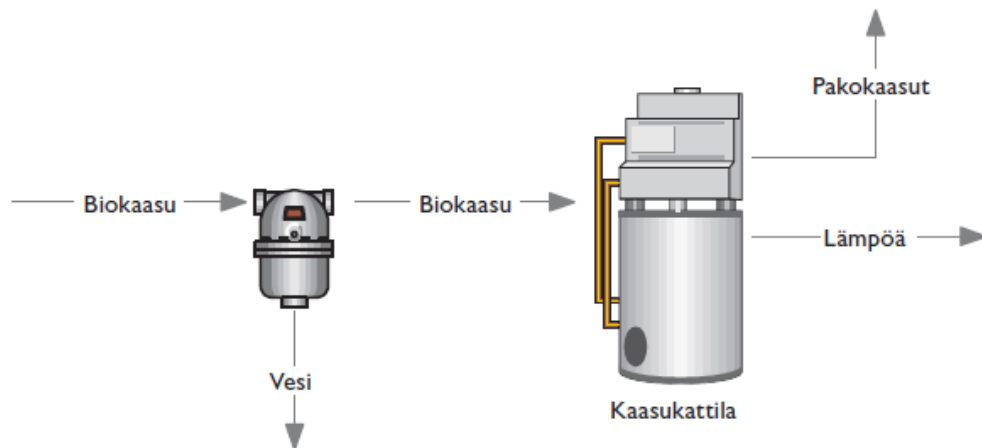 Pakokaasut
Biokaasu
Biokaasu
Lämpöä
Vesi
Kaasukattila